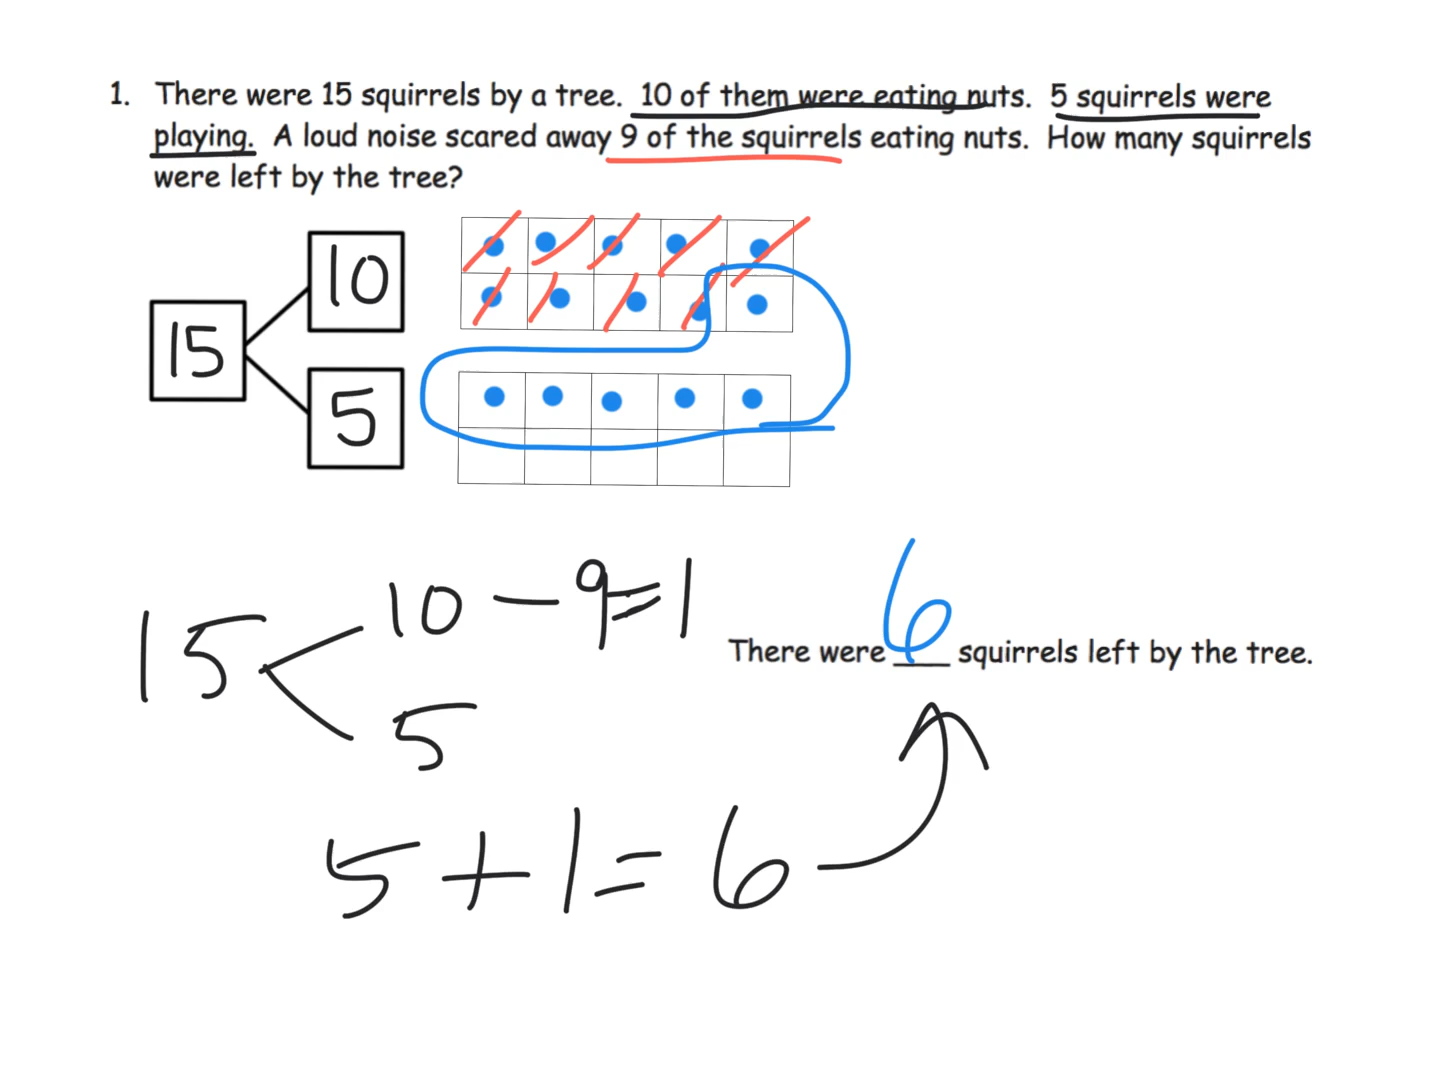 1. There were 15 squirrels by a tree. 10 of them were eating nuts. 5 squirrels were
playing. A loud noise scared away 9 of the squirrels eating nuts. How many squirrels
were left by the tree?
10
15
5
10 - 9 = 1
15
5
There were 6 squirrels left by the tree.
5 + 1 = 6